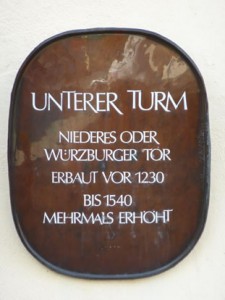 UNTERER TURM
NIEDERES ODER
WÜRZBURGER TOR
ERBAUT VOR 1230
BIS 1540
MEHRMALS ERHÖHT